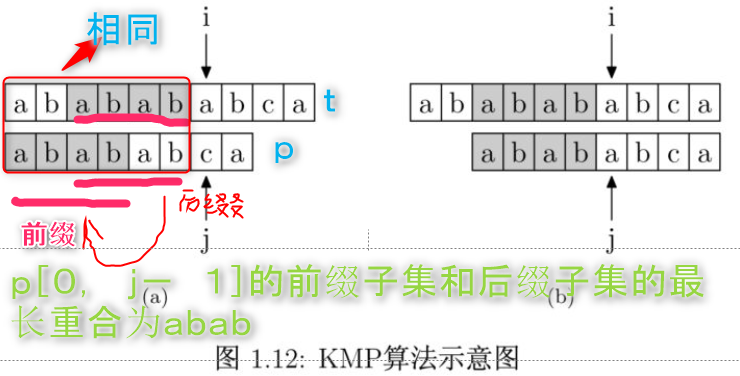 相同
i
i
a b a b a b a b c a t
a b a b a b a b c a
a b a b a b c a p
a b a b a b c a
前缀
后缀
j
j
p[0, j－ 1]的前缀子集和后缀子集的最
长重合为abab
(a)
(b)
图 1.12: KMP算法示意图